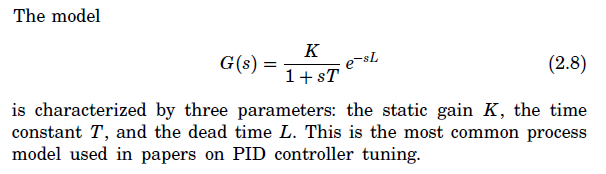 The model
G(s) = K / (1 + sT) e^{-sL} (2.8)
is characterized by three parameters: the static gain K, the time
constant T, and the dead time L. This is the most common process
model used in papers on PID controller tuning.